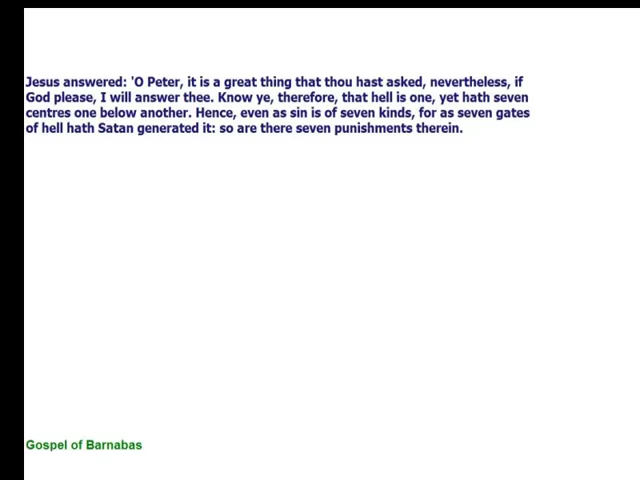 Jesus answered: 'O Peter, it is a great thing that thou hast asked, nevertheless, if
God please, I will answer thee. Know ye, therefore, that hell is one, yet hath seven
centres one below another. Hence, even as sin is of seven kinds, for as seven gates
of hell hath Satan generated it: so are there seven punishments therein.
Gospel of Barnabas